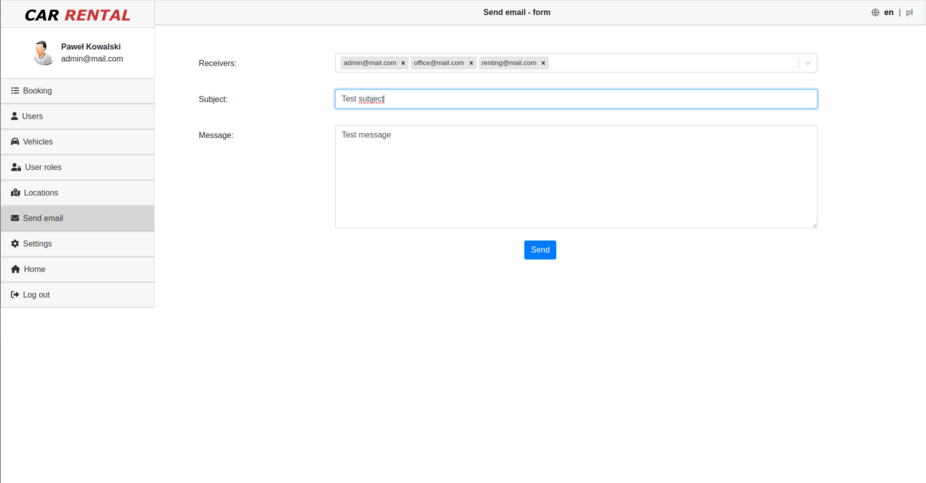 CAR RENTAL
Send email - form
en | pl
Paweł Kowalski
admin@mail.com
Booking
Users
Vehicles
User roles
Locations
Send email
Settings
Home
Log out
Receivers:
admin@mail.com × office@mail.com × renting@mail.com ×
Subject:
Test subject
Message:
Test message
Send